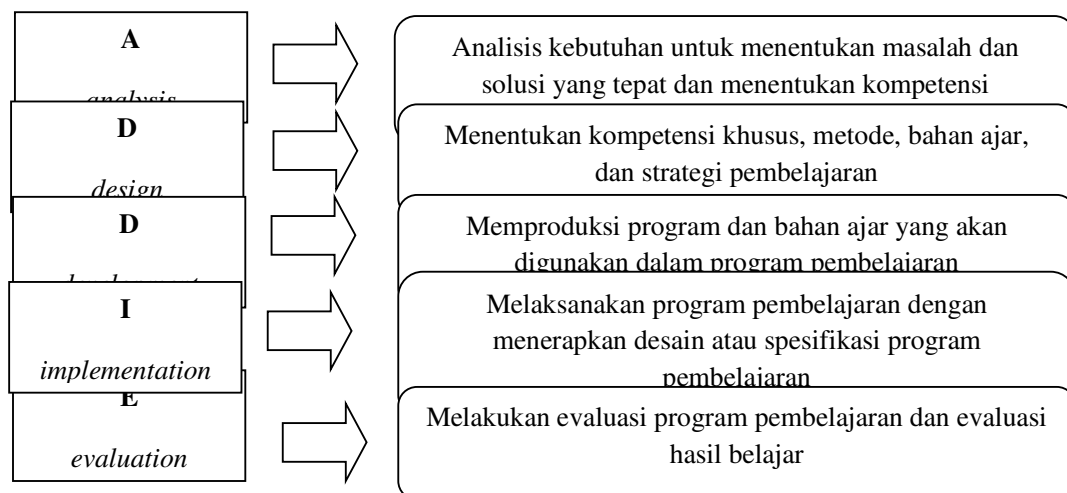 A
analysis
Analisis kebutuhan untuk menentukan masalah dan
solusi yang tepat dan menentukan kompetensi
D
design
Menentukan kompetensi khusus, metode, bahan ajar,
dan strategi pembelajaran
D
Memproduksi program dan bahan ajar yang akan
digunakan dalam program pembelajaran
I
implementation
Melaksanakan program pembelajaran dengan
menerapkan desain atau spesifikasi program
pembelajaran
E
evaluation
Melakukan evaluasi program pembelajaran dan evaluasi
hasil belajar